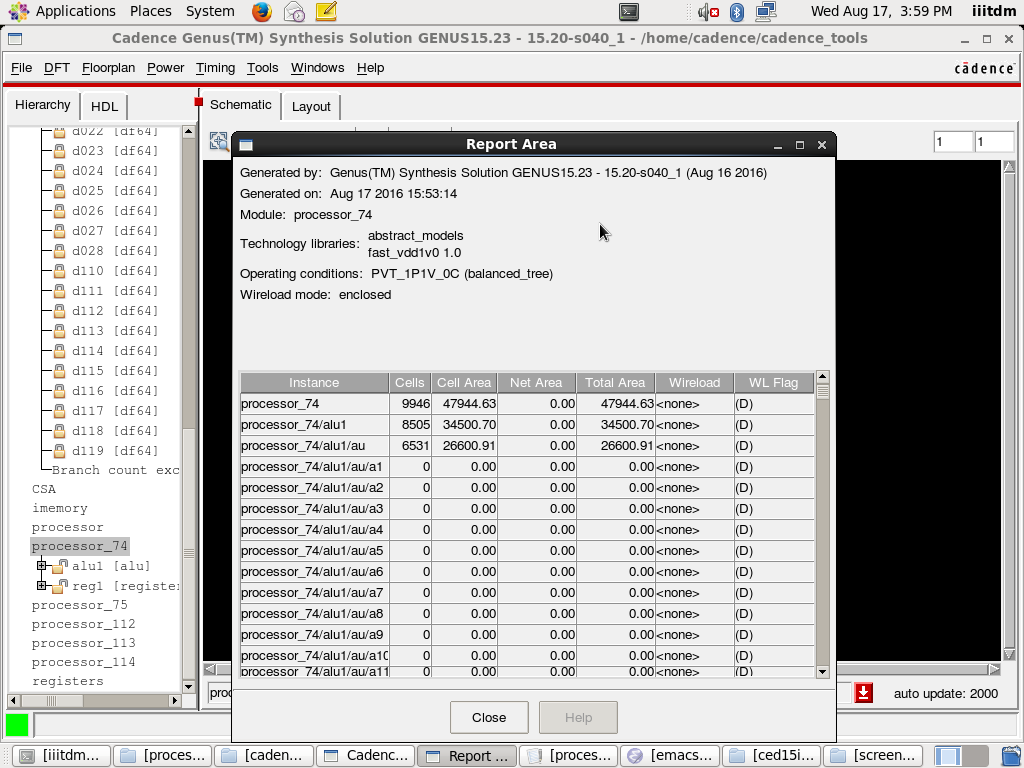 Applications Places System Wed Aug 17, 3:59 PM iiitdm
Cadence Genus(TM) Synthesis Solution GENUS15.23 - 15.20-s040_1 - /home/cadence/cadence_tools
File DFT Floorplan Power Timing Tools Windows Help cādence
Hierarchy HDL Schematic Layout
1 1
d022 [df64]
d023 [df64]
d024 [df64]
d025 [df64]
d026 [df64]
d027 [df64]
d028 [df64]
d110 [df64]
d111 [df64]
d112 [df64]
d113 [df64]
d114 [df64]
d115 [df64]
d116 [df64]
d117 [df64]
d118 [df64]
d119 [df64]
Branch count exc
CSA
imemory
processor
processor_74
alu1 [alu]
reg1 [register
processor_75
processor_112
processor_113
processor_114
registers
Report Area
Generated by: Genus(TM) Synthesis Solution GENUS15.23 - 15.20-s040_1 (Aug 16 2016)
Generated on: Aug 17 2016 15:53:14
Module: processor_74
Technology libraries: abstract_models
fast_vdd1v0 1.0
Operating conditions: PVT_1P1V_0C (balanced_tree)
Wireload mode: enclosed
Instance Cells Cell Area Net Area Total Area Wireload WL Flag
processor_74 9946 47944.63 0.00 47944.63 <none> (D)
processor_74/alu1 8505 34500.70 0.00 34500.70 <none> (D)
processor_74/alu1/au 6531 26600.91 0.00 26600.91 <none> (D)
processor_74/alu1/au/a1 0 0.00 0.00 0.00 <none> (D)
processor_74/alu1/au/a2 0 0.00 0.00 0.00 <none> (D)
processor_74/alu1/au/a3 0 0.00 0.00 0.00 <none> (D)
processor_74/alu1/au/a4 0 0.00 0.00 0.00 <none> (D)
processor_74/alu1/au/a5 0 0.00 0.00 0.00 <none> (D)
processor_74/alu1/au/a6 0 0.00 0.00 0.00 <none> (D)
processor_74/alu1/au/a7 0 0.00 0.00 0.00 <none> (D)
processor_74/alu1/au/a8 0 0.00 0.00 0.00 <none> (D)
processor_74/alu1/au/a9 0 0.00 0.00 0.00 <none> (D)
processor_74/alu1/au/a10 0 0.00 0.00 0.00 <none> (D)
processor_74/alu1/au/a11 0 0.00 0.00 0.00 <none> (D)
Close Help
proc auto update: 2000
[iiitdm... [proces... [caden... Cadenc... Report ... [proces... [emacs... [ced15i... [screen...